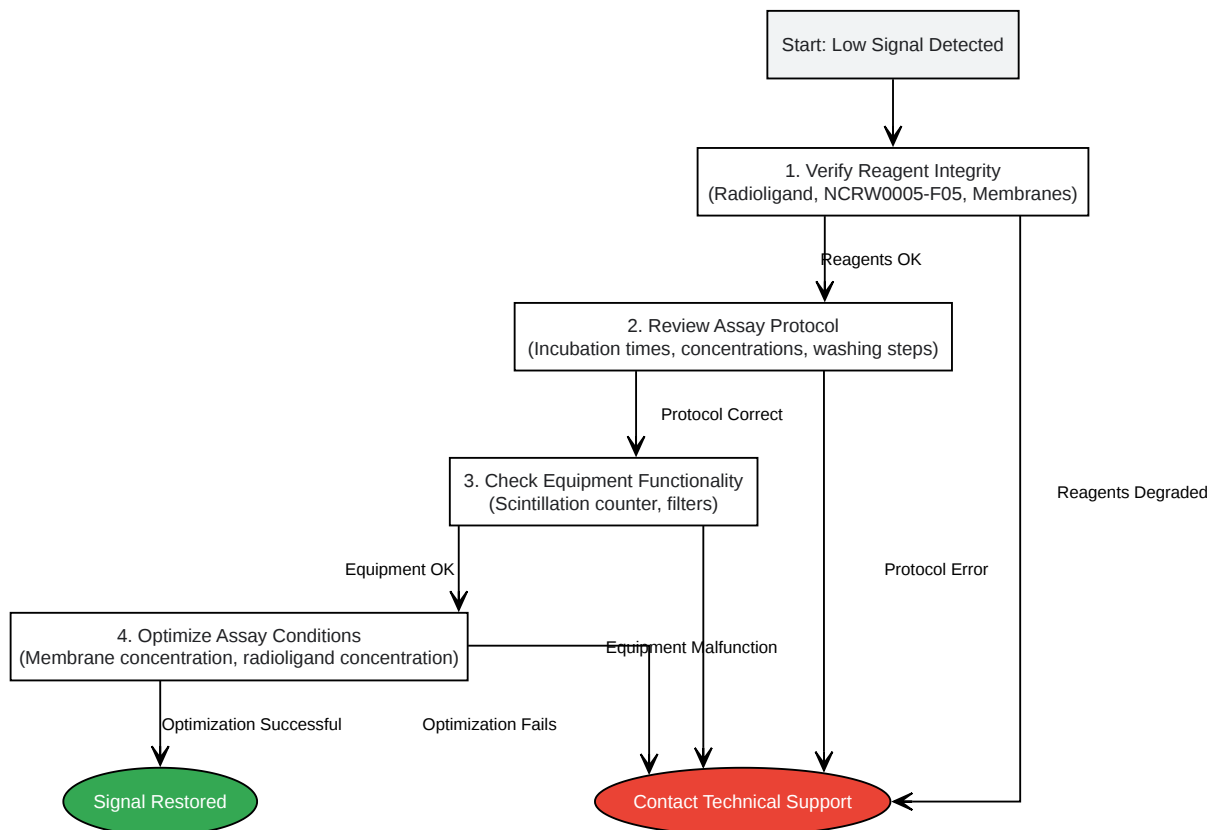 Start: Low Signal Detected
1. Verify Reagent Integrity
(Radioligand, NCRW0005-F05, Membranes)
Reagents OK
2. Review Assay Protocol
(Incubation times, concentrations, washing steps)
Protocol Correct
3. Check Equipment Functionality
(Scintillation counter, filters)
Reagents Degraded
Equipment OK
Protocol Error
4. Optimize Assay Conditions
(Membrane concentration, radioligand concentration)
Equipment Malfunction
Optimization Successful
Optimization Fails
Signal Restored
Contact Technical Support